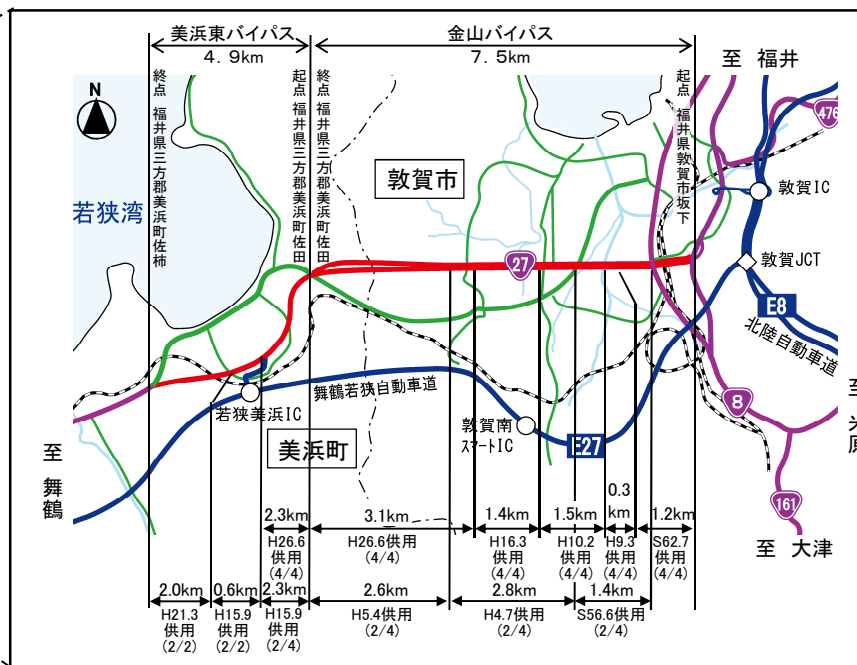 美浜東バイパス
4.9km
金山バイパス
7.5km
至 福井
N
終点 福井県三方郡美浜町佐柿
起点 福井県三方郡美浜町佐田
終点 福井県三方郡美浜町佐田
起点 福井県敦賀市坂下
476
敦賀市
敦賀IC
若狭湾
27
敦賀JCT
E8
北陸自動車道
舞鶴若狭自動車道
若狭美浜IC
敦賀南
スマートIC
E27
8
至 米原
美浜町
至 舞鶴
161
至 大津
2.3km
3.1km
1.4km
1.5km
0.3
km
1.2km
H26.6
供用
(4/4)
H26.6供用
(4/4)
H16.3
供用
(4/4)
H10.2
供用
(4/4)
H9.3
供用
(4/4)
S62.7
供用
(4/4)
2.0km
0.6km
2.3km
2.6km
2.8km
1.4km
H21.3
供用
(2/2)
H15.9
供用
(2/2)
H15.9
供用
(2/4)
H5.4供用
(2/4)
H4.7供用
(2/4)
S56.6供用
(2/4)